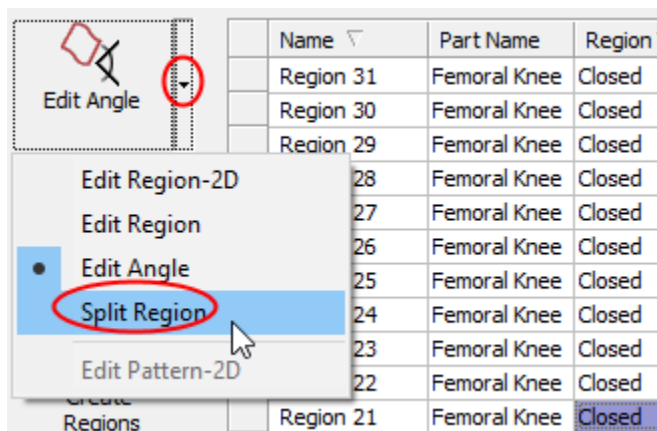 Name Part Name Region
Region 31 Femoral Knee Closed
Edit Angle
Region 30 Femoral Knee Closed
Region 29 Femoral Knee Closed
Edit Region-2D
28 Femoral Knee Closed
Edit Region
27 Femoral Knee Closed
26 Femoral Knee Closed
Edit Angle
25 Femoral Knee Closed
Split Region
24 Femoral Knee Closed
23 Femoral Knee Closed
Edit Pattern-2D
22 Femoral Knee Closed
Create
Regions
Region 21 Femoral Knee Closed